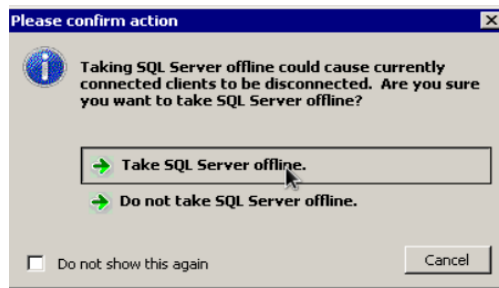 Please confirm action
Taking SQL Server offline could cause currently
connected clients to be disconnected. Are you sure
you want to take SQL Server offline?
Take SQL Server offline.
Do not take SQL Server offline.
Do not show this again
Cancel